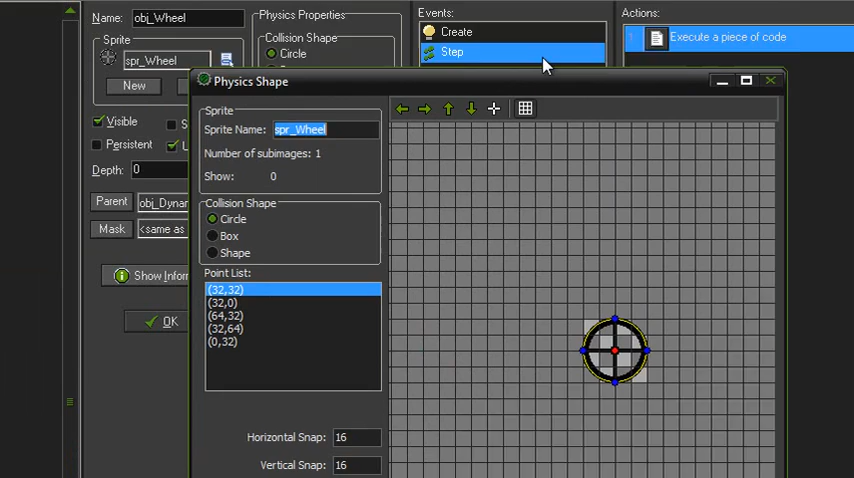 Name: obj_Wheel
Sprite
spr_Wheel
New
Visible
Persistent
Depth: 0
Parent obj_Dyna
Mask <same as
Show Inform
OK
Physics Properties
Collision Shape
Circle
Events:
Create
Step
Actions:
Execute a piece of code
Physics Shape
Sprite
Sprite Name: spr_Wheel
Number of subimages: 1
Show: 0
Collision Shape
Circle
Box
Shape
Point List:
(32,32)
(32,0)
(64,32)
(32,64)
(0,32)
Horizontal Snap: 16
Vertical Snap: 16